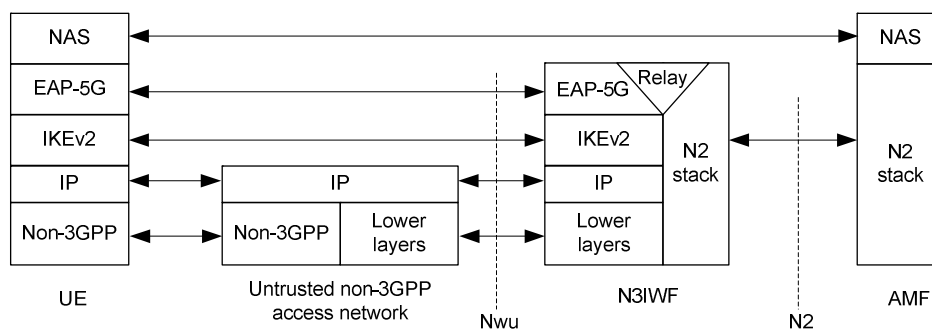 NAS
NAS
EAP-5G
EAP-5G
Relay
IKEv2
IKEv2
N2
stack
N2
stack
IP
IP
IP
Non-3GPP
Non-3GPP
Lower
layers
Lower
layers
UE
Untrusted non-3GPP
access network
Nwu
N3IWF
N2
AMF